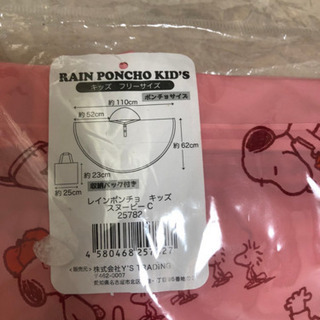 RAIN PONCHO KID'S
キッズ フリーサイズ
ポンチョサイズ
約110cm
約52cm
約62cm
約23cm
約25cm
収納バック付き
レインポンチョ キッズ
スヌーピー C
25782
4 580468 257
株式会社Y'S TRADING